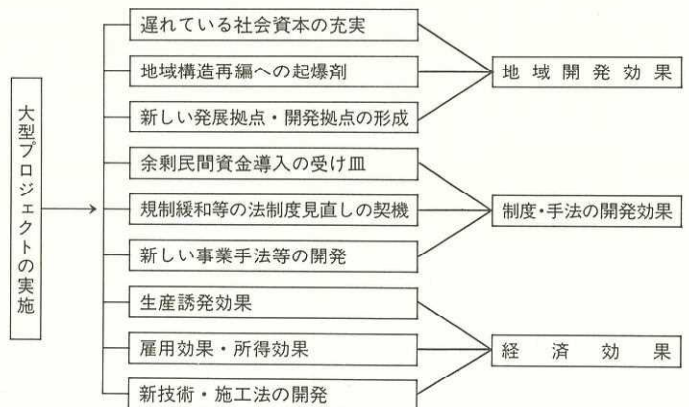 大型プロジェクトの実施
遅れている社会資本の充実
地域構造再編への起爆剤
新しい発展拠点・開発拠点の形成
地域開発効果
余剰民間資金導入の受け皿
規制緩和等の法制度見直しの契機
新しい事業手法等の開発
制度・手法の開発効果
生産誘発効果
雇用効果・所得効果
新技術・施工法の開発
経済効果